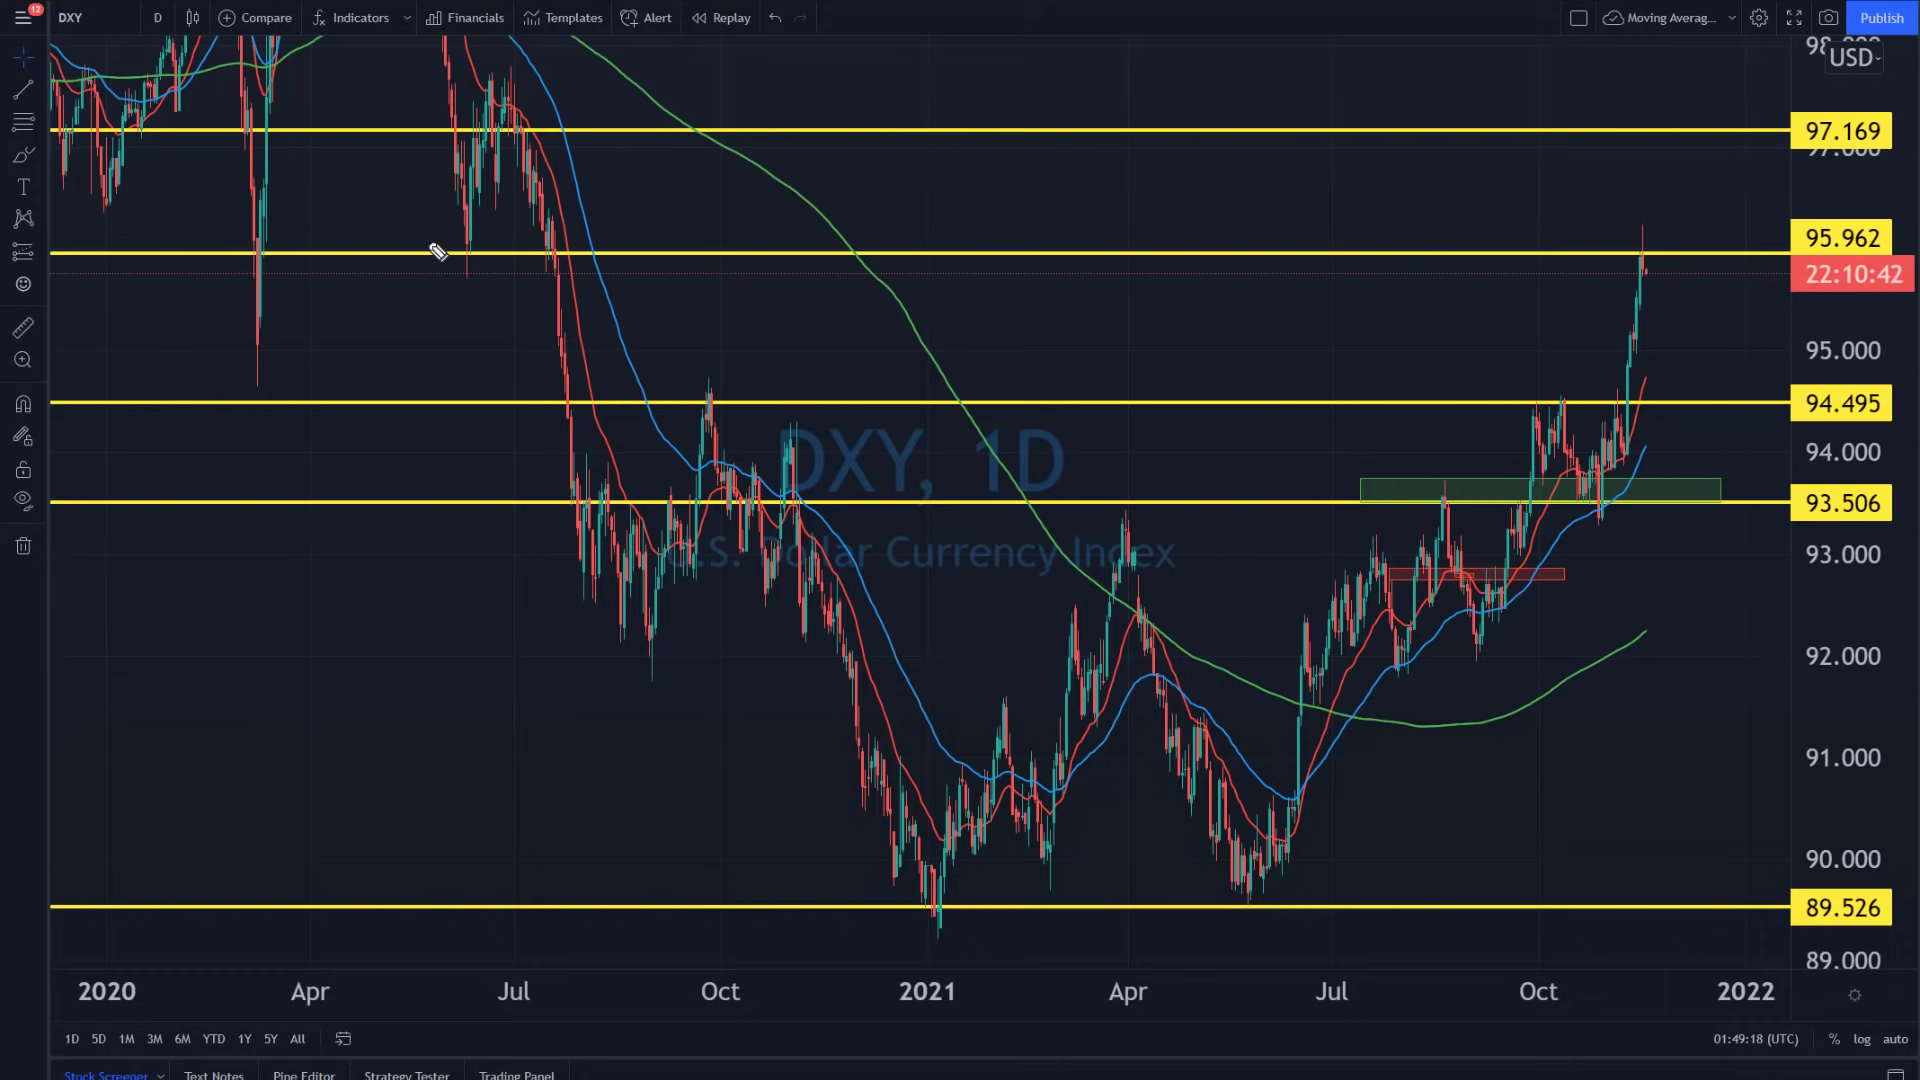 12
DXY D Compare Indicators Financials Templates Alert Replay Moving Averag... Publish
USD
97.169
95.962
22:10:42
95.000
94.495
94.000
93.506
93.000
92.000
91.000
90.000
89.526
89.000
DXY, 1D
U.S. Dollar Currency Index
2020 Apr Jul Oct 2021 Apr Jul Oct 2022
1D 5D 1M 3M 6M YTD 1Y 5Y All 01:49:18 (UTC) % log auto
Stock Screener Text Notes Pine Editor Strategy Tester Trading Panel